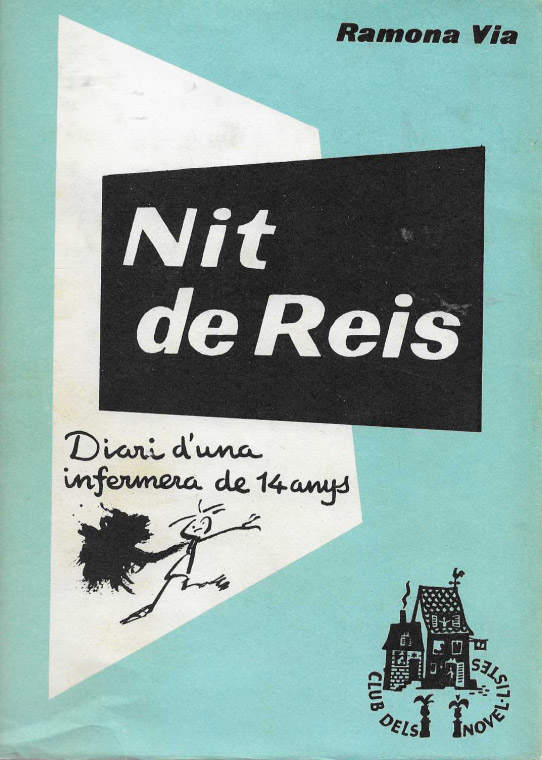 Ramona Via
Nit
de Reis
Diari d'una
infermera de 14 anys
CLUB DELS NOVEL·LISTES